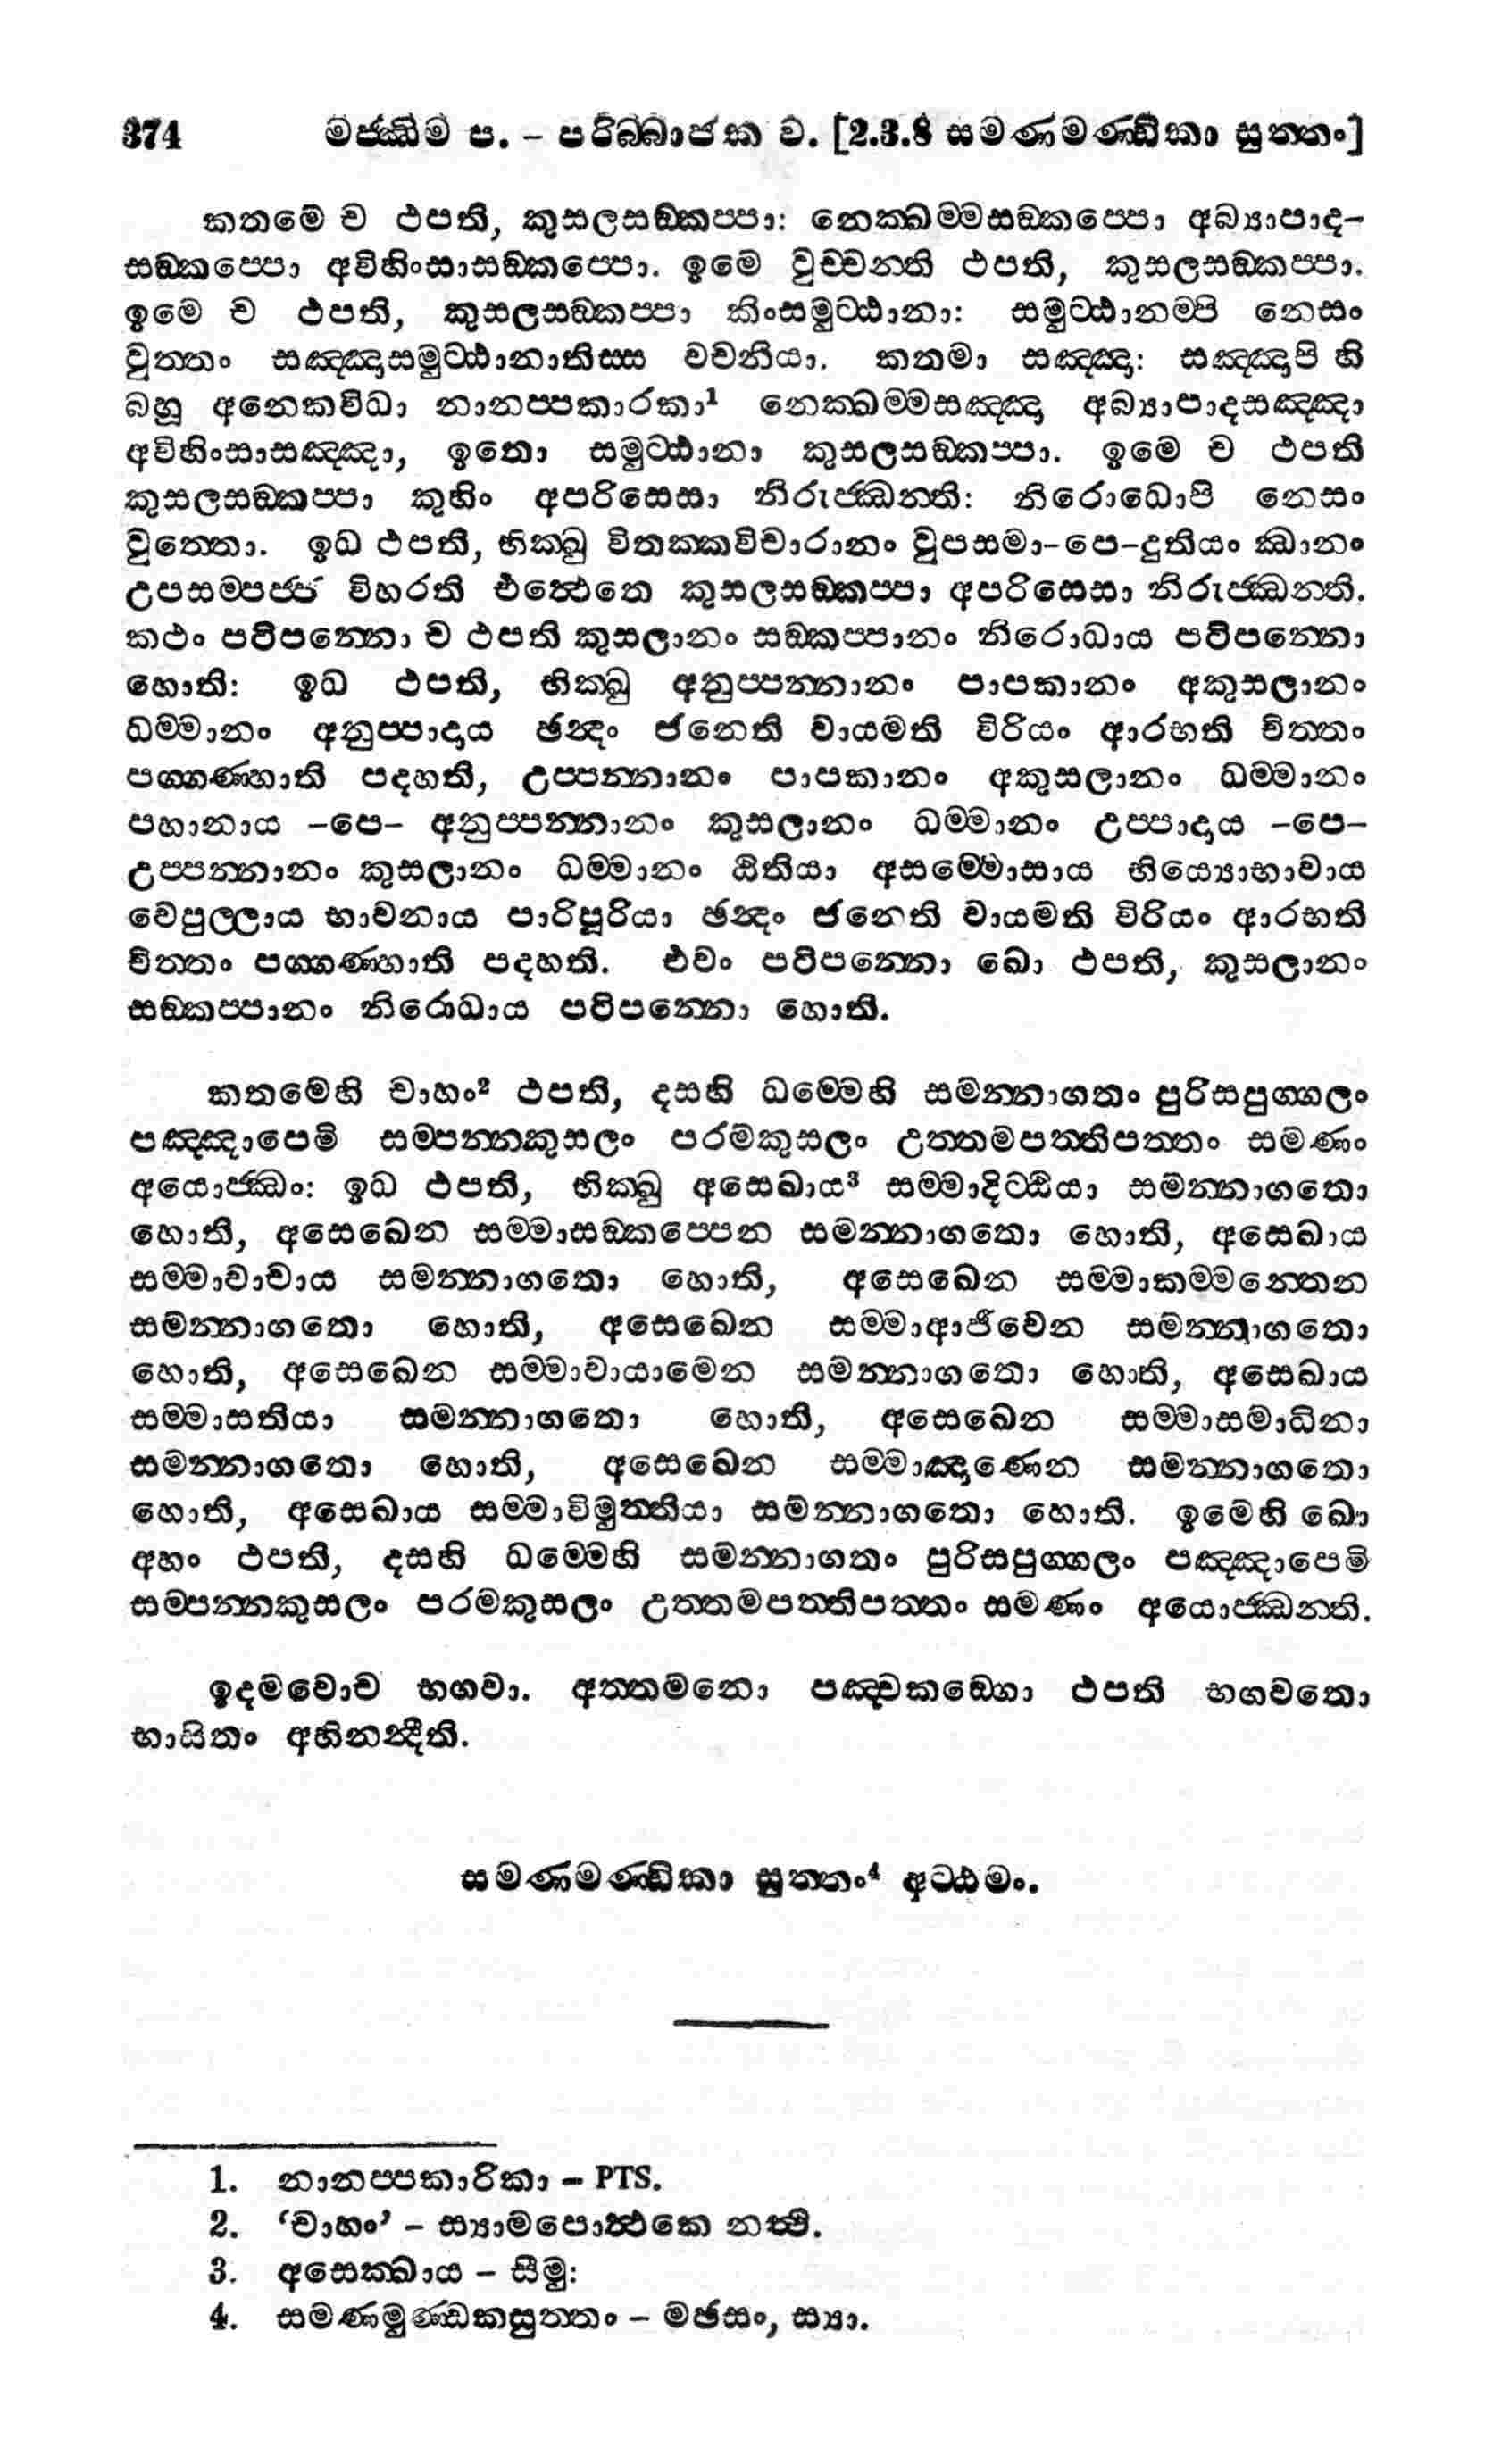 374 මජ්ඣිම ප. – පරිබ්බාජක ව. [2.3.8 සමණමණ්ඩිකා සුත්තං]
කතමේ ච ථපති, කුසලසඞ්කප්පා: නෙක්ඛම්මසඞ්කප්පො අබ්‍යාපාද-
සඞ්කප්පො අවිහිංසාසඞ්කප්පො. ඉමෙ වුච්චන්ති ථපති, කුසලසඞ්කප්පා.
ඉමෙ ච ථපති, කුසලසඞ්කප්පා කිංසමුට්ඨානා: සමුට්ඨානම්පි නෙසං
වුත්තං සඤ්ඤාසමුට්ඨානාතිස්ස වචනීයා. කතමා සඤ්ඤා: සඤ්ඤාපි හි
බහූ අනෙකවිධා නානප්පකාරකා¹ නෙක්ඛම්මසඤ්ඤා අබ්‍යාපාදසඤ්ඤා
අවිහිංසාසඤ්ඤා, ඉතො සමුට්ඨානා කුසලසඞ්කප්පා. ඉමෙ ච ථපති
කුසලසඞ්කප්පා කුහිං අපරිසෙසා නිරුජ්ඣන්ති: නිරොධොපි නෙසං
වුත්තො. ඉධ ථපති, භික්ඛු විතක්කවිචාරානං වූපසමා-පෙ-දුතියං ඣානං
උපසම්පජ්ජ විහරති එත්ථෙතෙ කුසලසඞ්කප්පා අපරිසෙසා නිරුජ්ඣන්ති.
කථං පටිපන්නො ච ථපති කුසලානං සඞ්කප්පානං නිරොධාය පටිපන්නො
හොති: ඉධ ථපති, භික්ඛු අනුප්පන්නානං පාපකානං අකුසලානං
ධම්මානං අනුප්පාදාය ඡන්දං ජනෙති වායමති විරියං ආරභති චිත්තං
පග්ගණ්හාති පදහති, උප්පන්නානං පාපකානං අකුසලානං ධම්මානං
පහානාය -පෙ- අනුප්පන්නානං කුසලානං ධම්මානං උප්පාදාය -පෙ-
උප්පන්නානං කුසලානං ධම්මානං ඨිතියා අසම්මොසාය භිය්‍යොභාවාය
වෙපුල්ලාය භාවනාය පාරිපූරියා ඡන්දං ජනෙති වායමති විරියං ආරභති
චිත්තං පග්ගණ්හාති පදහති. එවං පටිපන්නො ඛො ථපති, කුසලානං
සඞ්කප්පානං නිරොධාය පටිපන්නො හොති.
කතමෙහි චාහං² ථපති, දසහි ධම්මෙහි සමන්නාගතං පුරිසපුග්ගලං
පඤ්ඤාපෙමි සම්පන්නකුසලං පරමකුසලං උත්තමපත්තිපත්තං සමණං
අයොජ්ඣං: ඉධ ථපති, භික්ඛු අසෙඛාය³ සම්මාදිට්ඨියා සමන්නාගතො
හොති, අසෙඛෙන සම්මාසඞ්කප්පෙන සමන්නාගතො හොති, අසෙඛාය
සම්මාවාචාය සමන්නාගතො හොති, අසෙඛෙන සම්මාකම්මන්තෙන
සමන්නාගතො හොති, අසෙඛෙන සම්මාආජීවෙන සමන්නාගතො
හොති, අසෙඛෙන සම්මාවායාමෙන සමන්නාගතො හොති, අසෙඛාය
සම්මාසතියා සමන්නාගතො හොති, අසෙඛෙන සම්මාසමාධිනා
සමන්නාගතො හොති, අසෙඛෙන සම්මාඤාණෙන සමන්නාගතො
හොති, අසෙඛාය සම්මාවිමුත්තියා සමන්නාගතො හොති. ඉමෙහි ඛො
අහං ථපති, දසහි ධම්මෙහි සමන්නාගතං පුරිසපුග්ගලං පඤ්ඤාපෙමි
සම්පන්නකුසලං පරමකුසලං උත්තමපත්තිපත්තං සමණං අයොජ්ඣන්ති.
ඉදමවොච භගවා. අත්තමනො පඤ්චකඞ්ගො ථපති භගවතො
භාසිතං අභිනන්දීති.
සමණමණ්ඩිකා සුත්තං⁴ අට්ඨමං.
1. නානප්පකාරිකා – PTS.
2. ‘චාහං’ – ස්‍යාමපොත්ථකෙ නත්ථි.
3. අසෙක්ඛාය – සීමු:
4. සමණමුණ්ඩකසුත්තං – මඡසං, ස්‍යා.